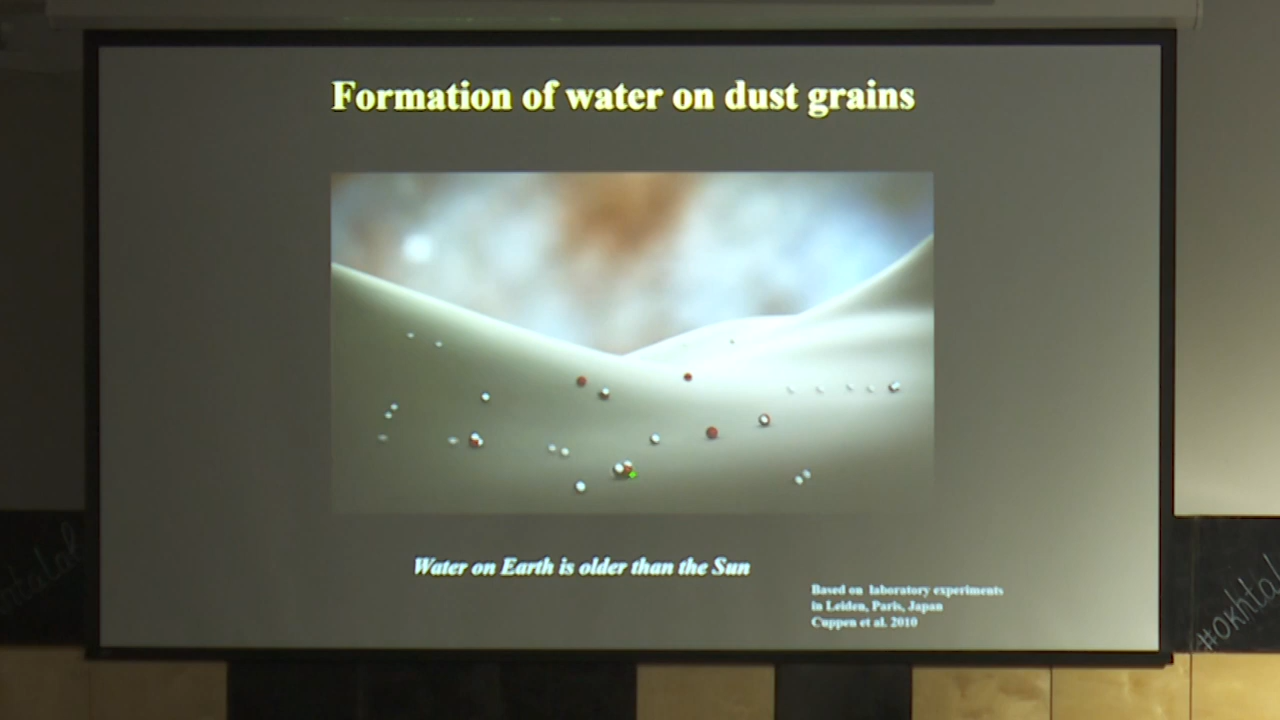 Formation of water on dust grains
Water on Earth is older than the Sun
Based on laboratory experiments
in Leiden, Paris, Japan
Cuppen et al. 2010
#okhtal